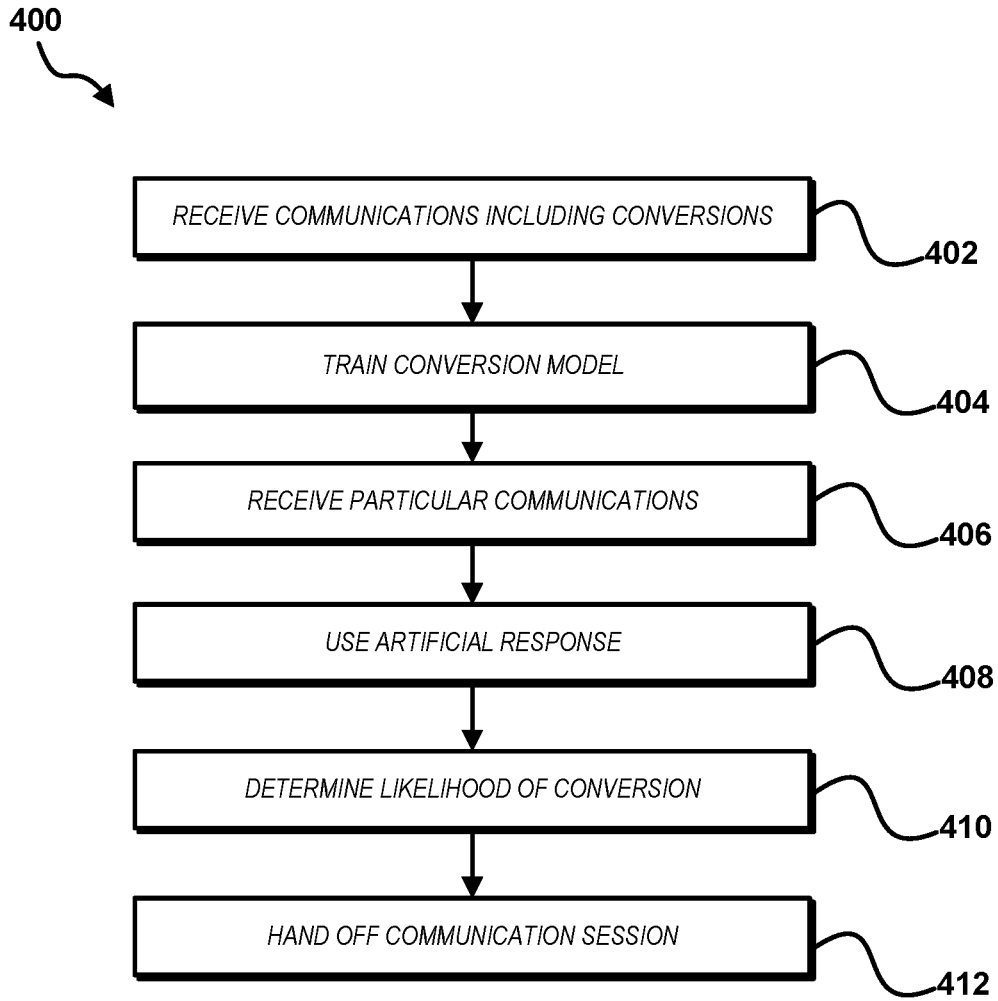 400
RECEIVE COMMUNICATIONS INCLUDING CONVERSIONS
402
TRAIN CONVERSION MODEL
404
RECEIVE PARTICULAR COMMUNICATIONS
406
USE ARTIFICIAL RESPONSE
408
DETERMINE LIKELIHOOD OF CONVERSION
410
HAND OFF COMMUNICATION SESSION
412